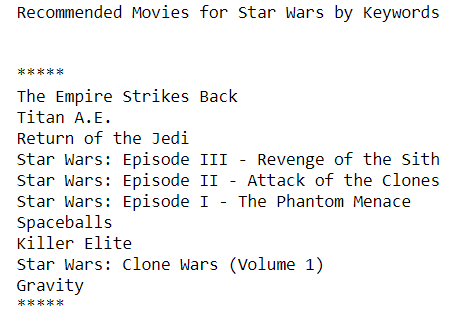 Recommended Movies for Star Wars by Keywords
*****
The Empire Strikes Back
Titan A.E.
Return of the Jedi
Star Wars: Episode III - Revenge of the Sith
Star Wars: Episode II - Attack of the Clones
Star Wars: Episode I - The Phantom Menace
Spaceballs
Killer Elite
Star Wars: Clone Wars (Volume 1)
Gravity
*****